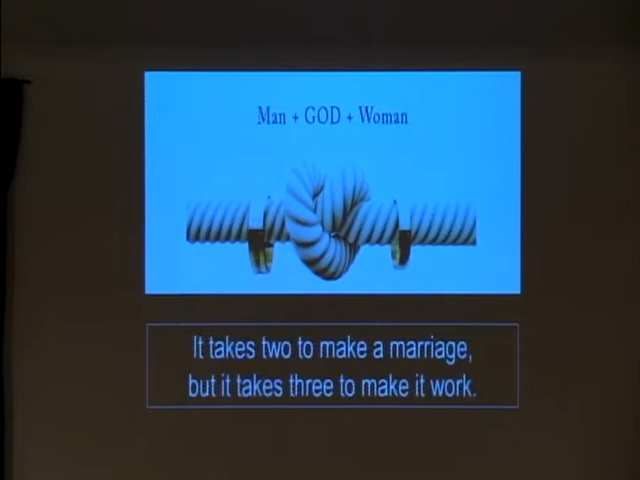 Man + GOD + Woman
It takes two to make a marriage,
but it takes three to make it work.